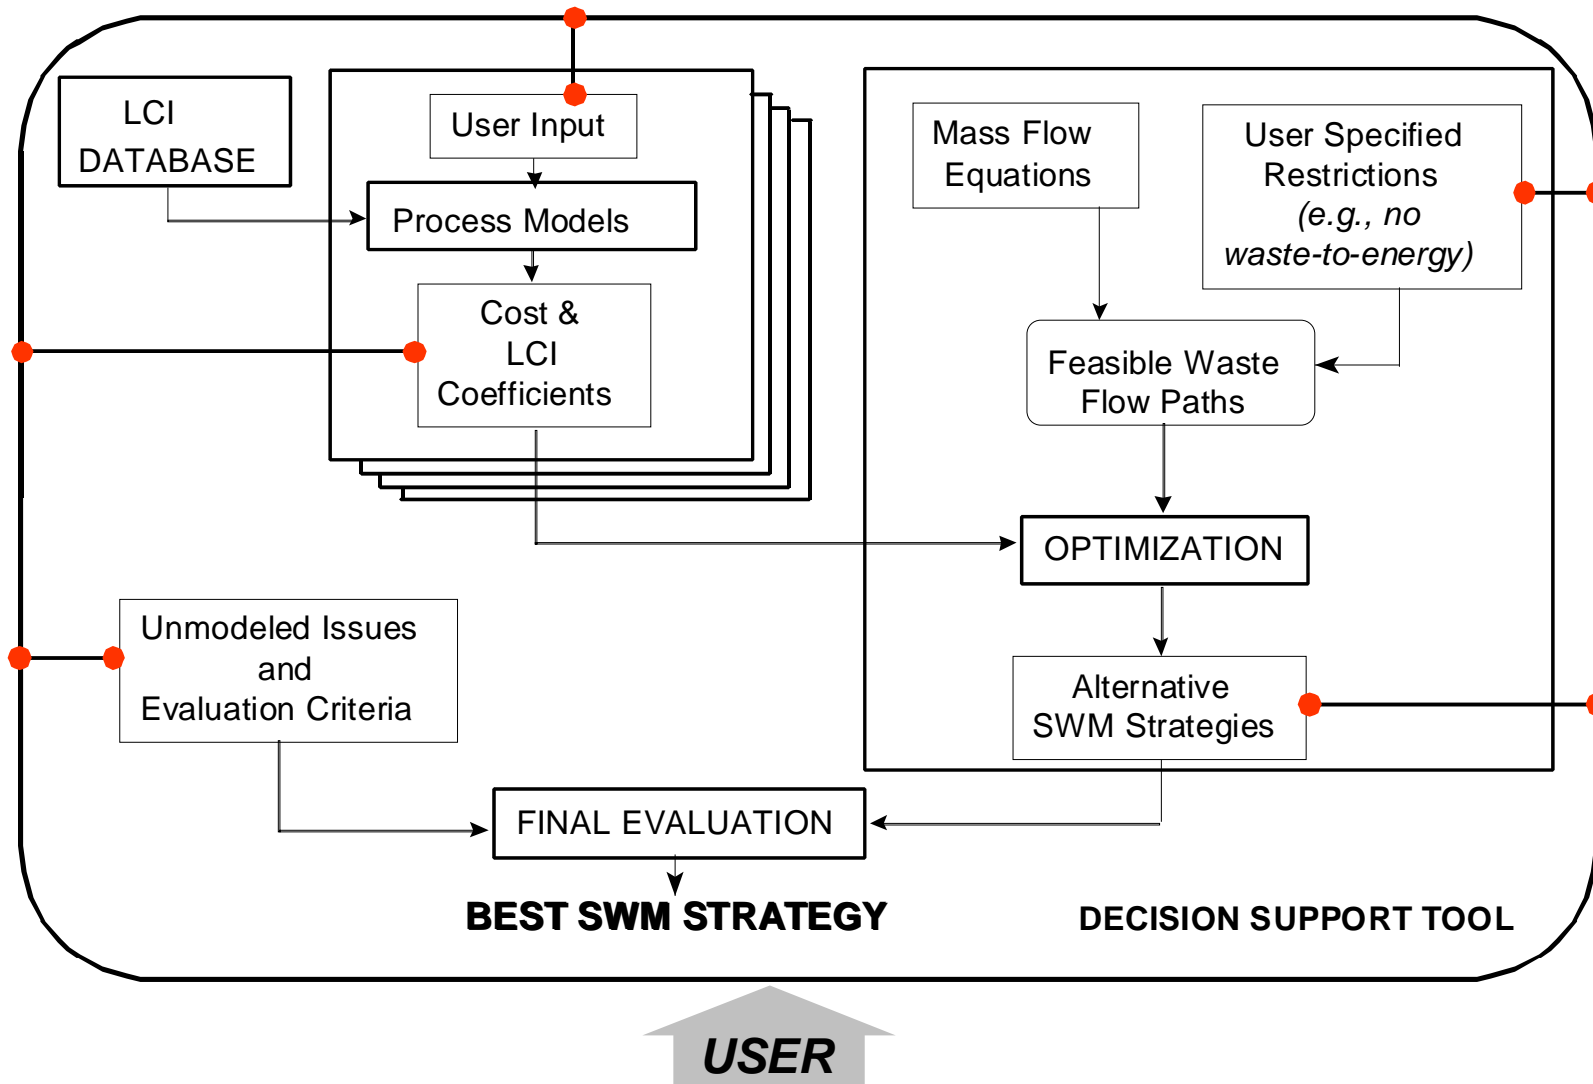 LCI
DATABASE
User Input
Process Models
Cost &
LCI
Coefficients
Mass Flow
Equations
User Specified
Restrictions
(e.g., no
waste-to-energy)
Feasible Waste
Flow Paths
OPTIMIZATION
Unmodeled Issues
and
Evaluation Criteria
Alternative
SWM Strategies
FINAL EVALUATION
BEST SWM STRATEGY
DECISION SUPPORT TOOL
USER